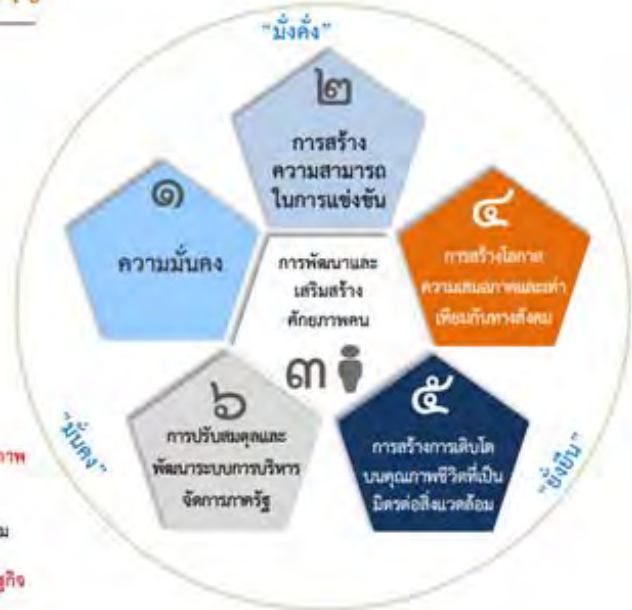 "มั่งคั่ง"
๒
การสร้าง
ความสามารถ
ในการแข่งขัน
๑
ความมั่นคง
๔
การสร้างโอกาส
ความเสมอภาคและเท่า
เทียมกันทางสังคม
การพัฒนาและ
เสริมสร้าง
ศักยภาพคน
๓
๖
การปรับสมดุลและ
พัฒนาระบบการบริหาร
จัดการภาครัฐ
๕
การสร้างการเติบโต
บนคุณภาพชีวิตที่เป็น
มิตรต่อสิ่งแวดล้อม
"มั่นคง"
"ยั่งยืน"